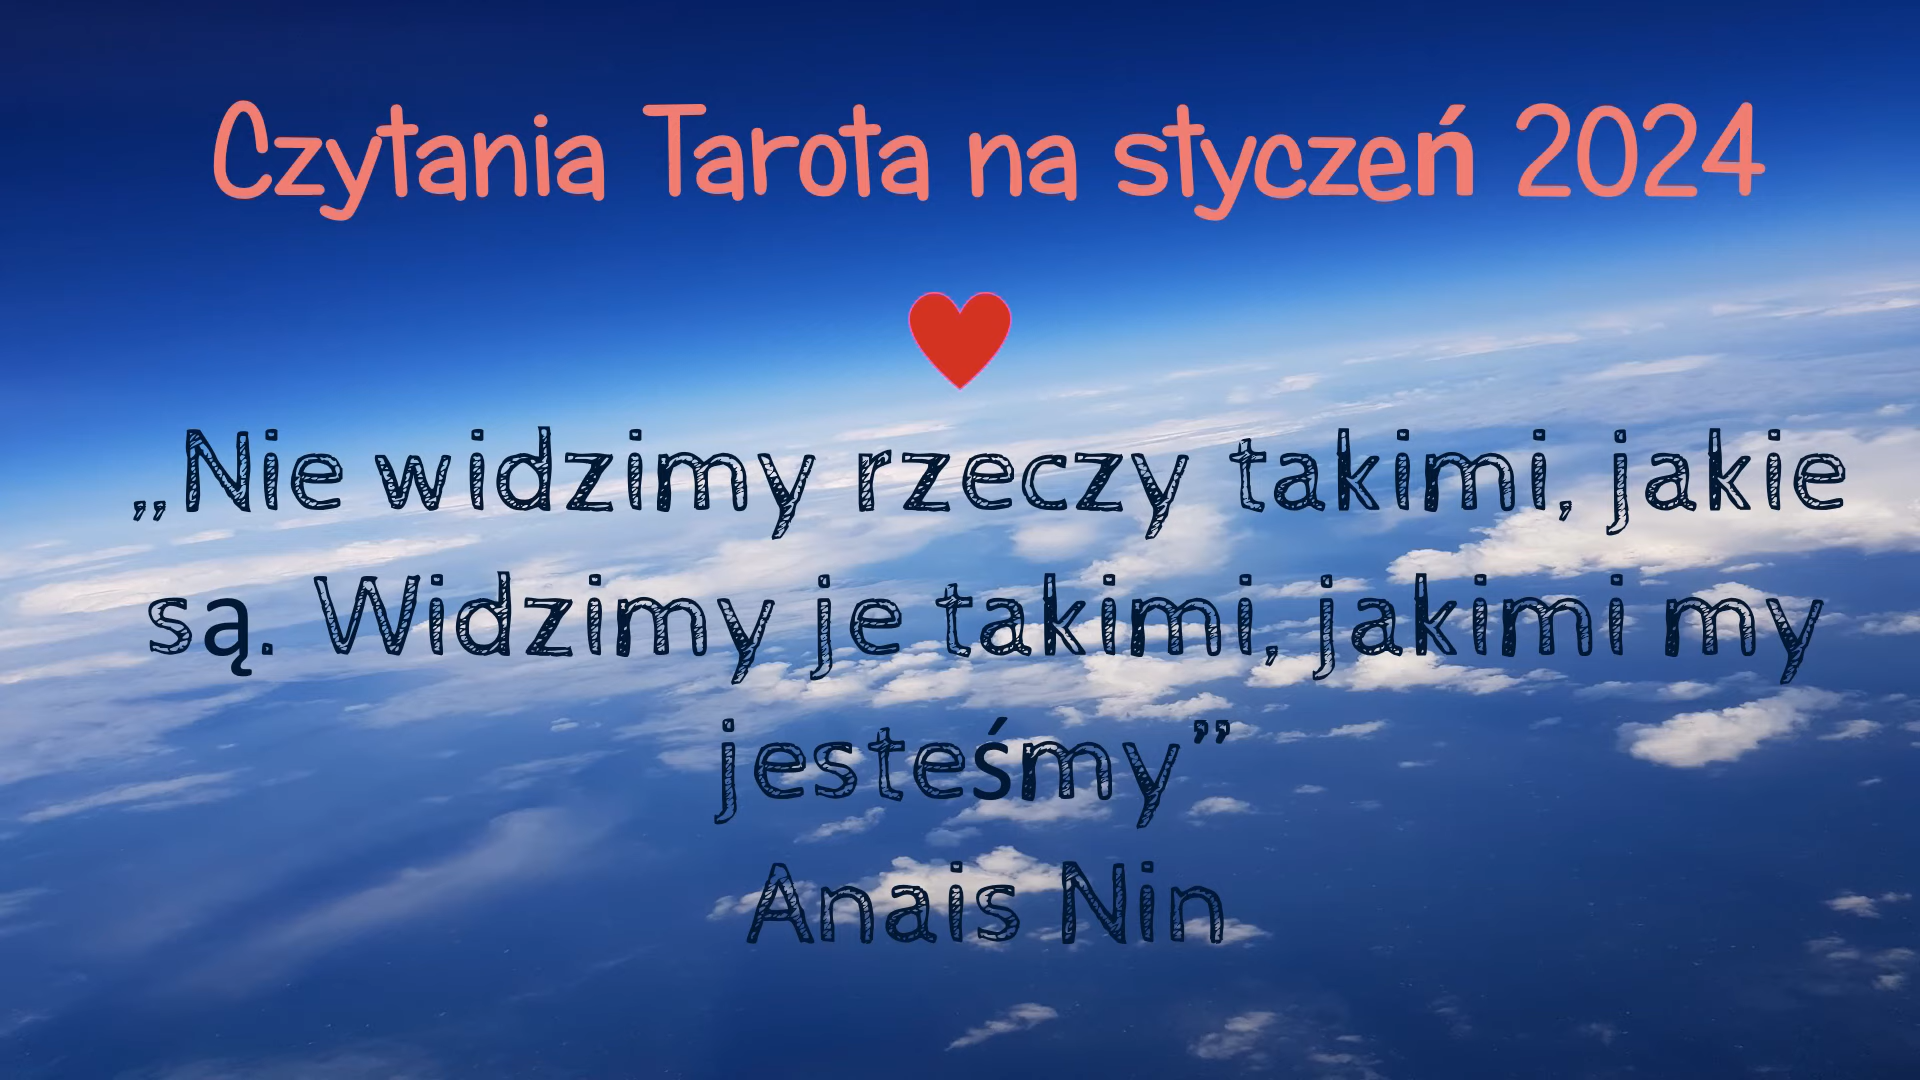 Czytania Tarota na styczeń 2024
„Nie widzimy rzeczy takimi, jakie
są. Widzimy je takimi, jakimi my
jesteśmy”
Anais Nin